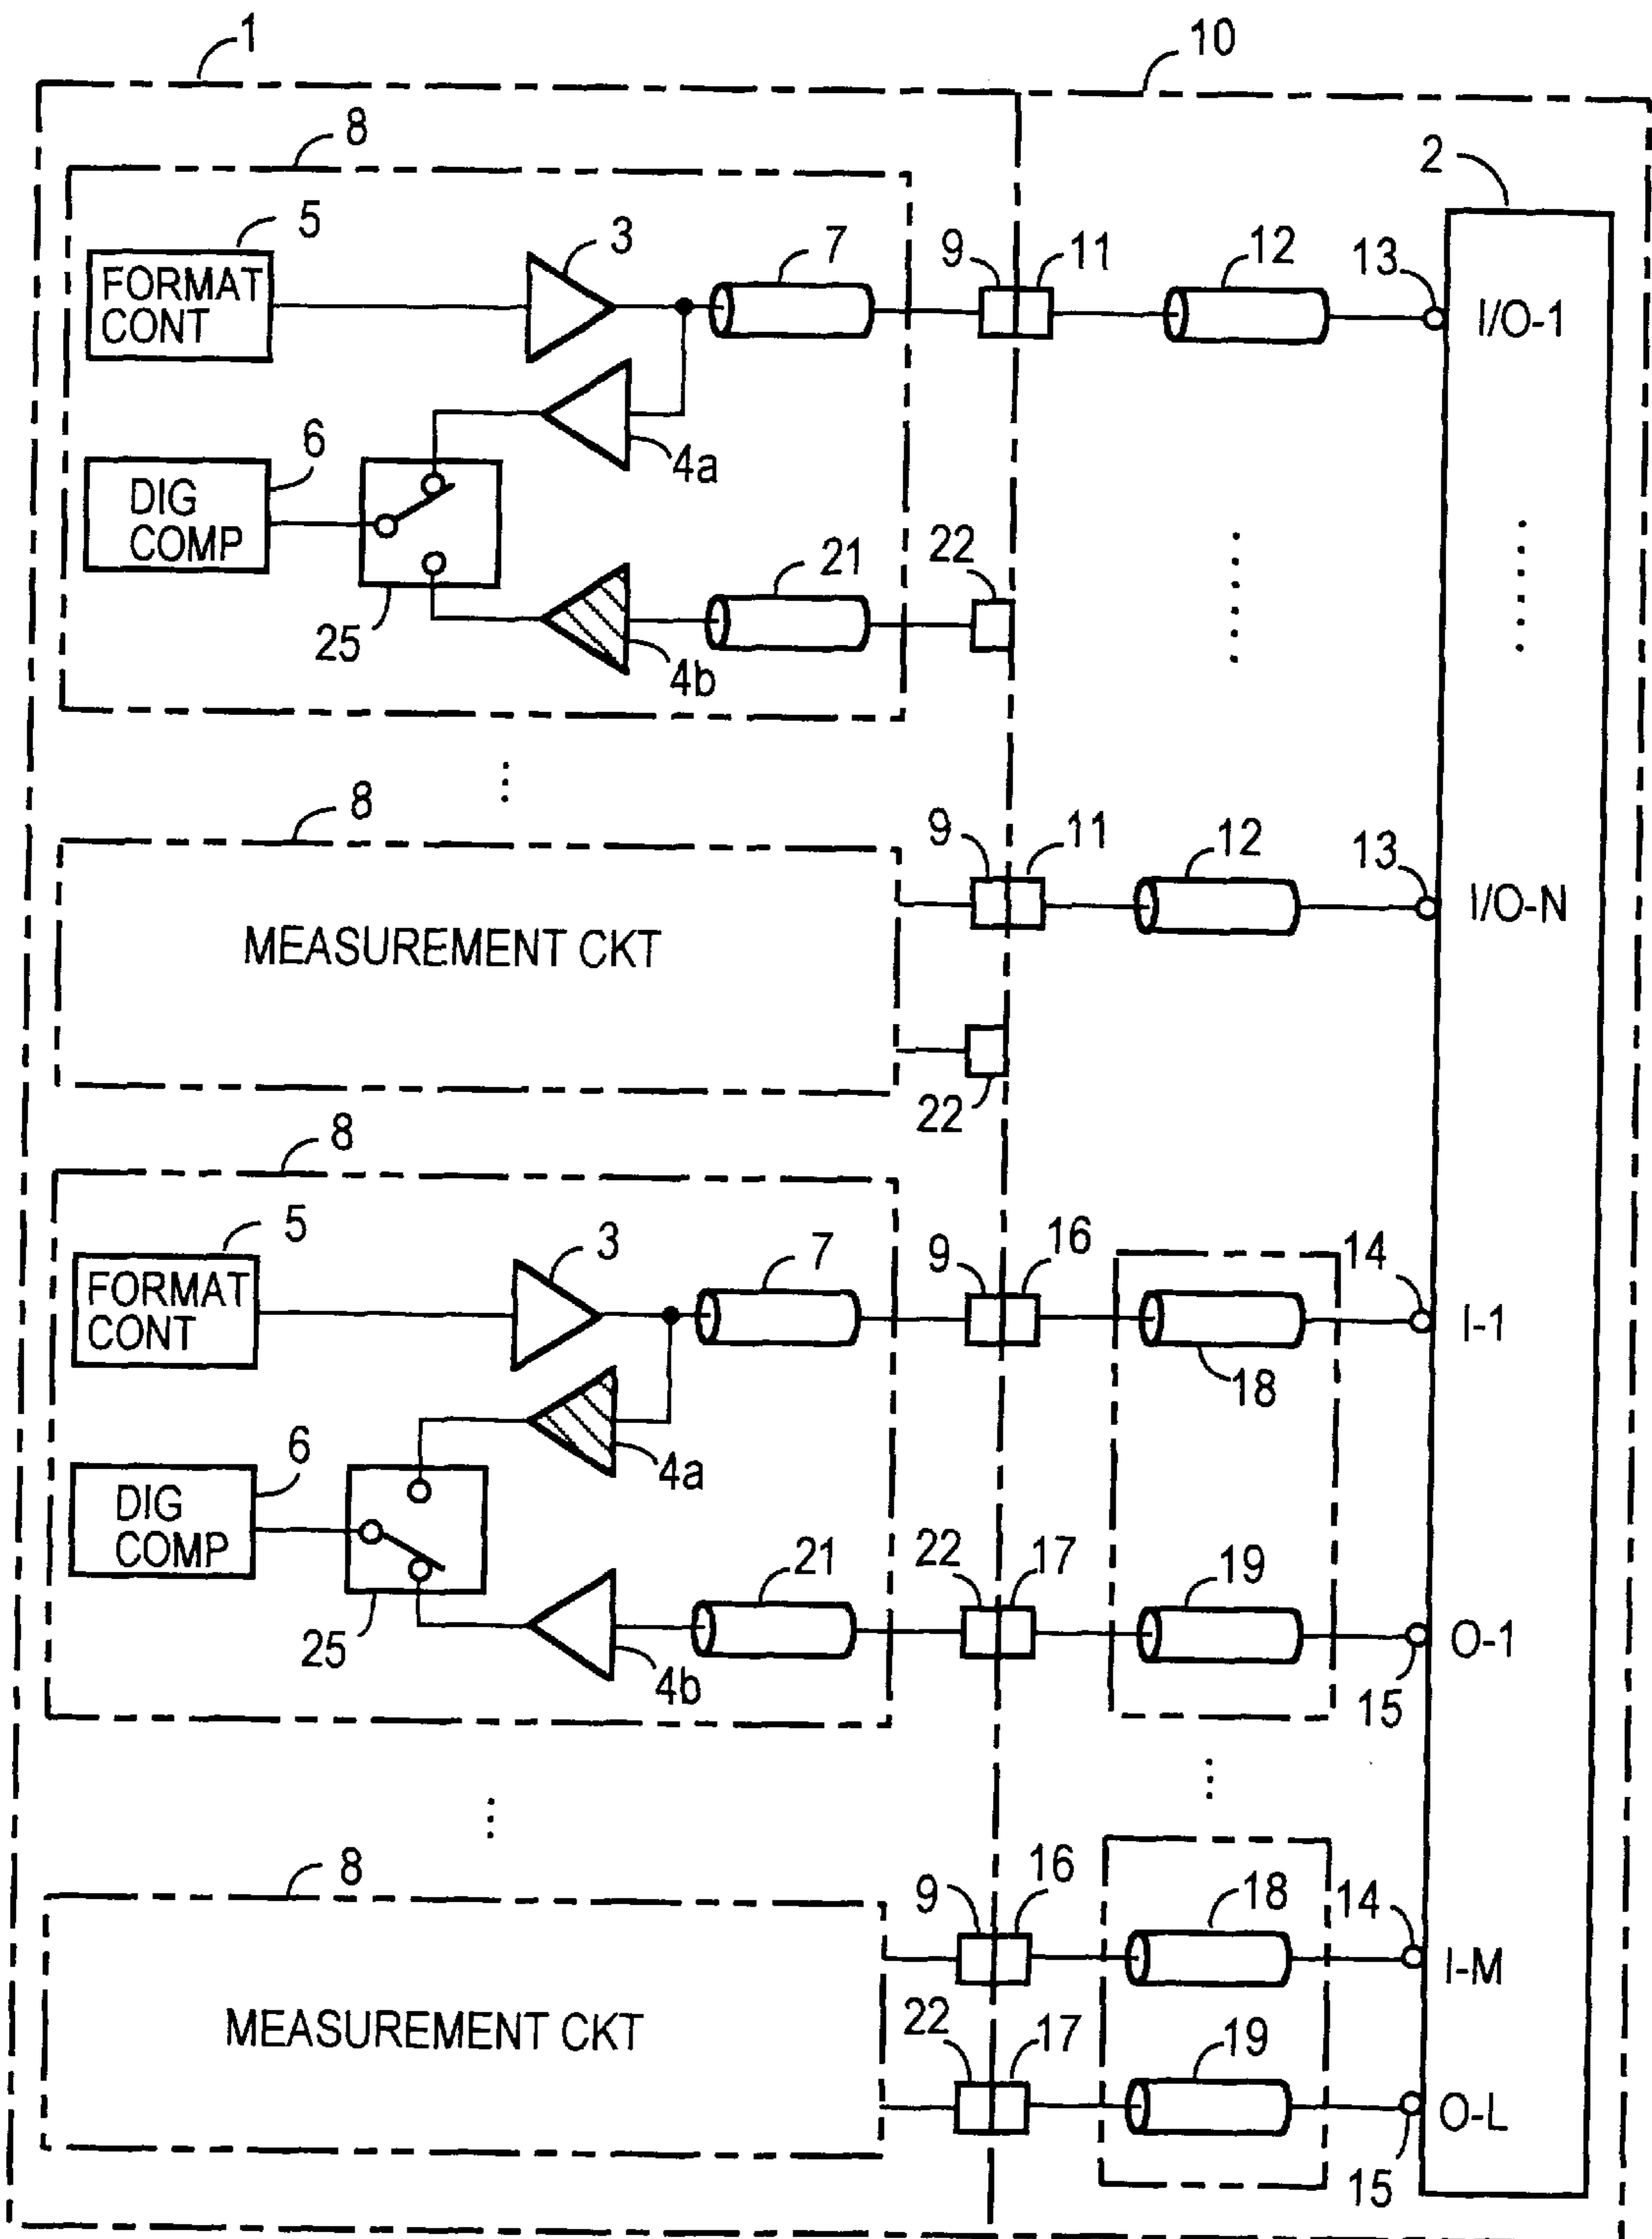 1
10
8
2
5
3
7
9
11
12
13
FORMAT
CONT
I/O-1
6
4a
DIG
COMP
21
22
25
4b
8
9
11
12
13
I/O-N
MEASUREMENT CKT
22
8
5
3
7
9
16
14
FORMAT
CONT
I-1
18
6
4a
DIG
COMP
21
22
17
19
O-1
25
4b
15
8
9
16
18
14
I-M
MEASUREMENT CKT
22
17
19
O-L
15